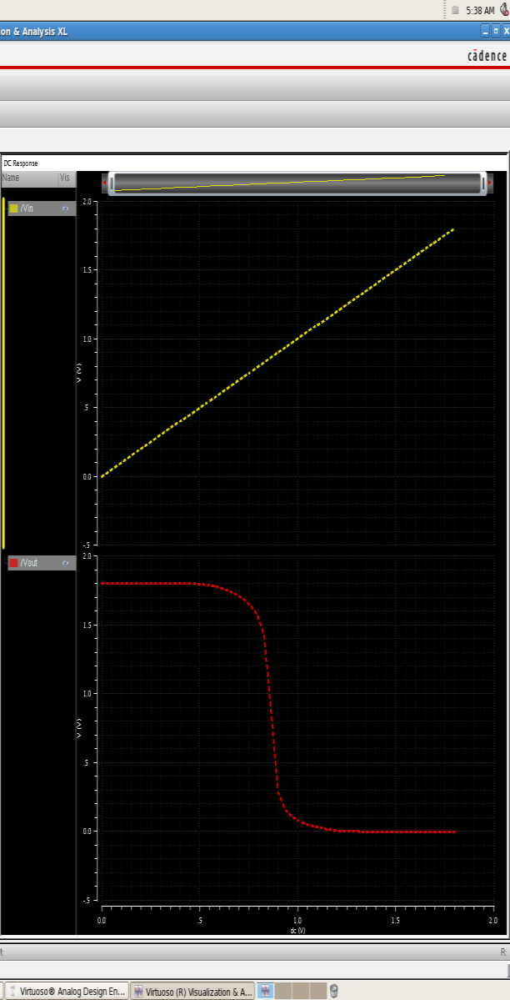 5:38 AM
on & Analysis XL
cādence
DC Response
Name Vis
/Vin
2.0
1.5
1.0
.5
0.0
-.5
V (V)
/Vout
2.0
1.5
1.0
.5
0.0
-.5
V (V)
0.0 .5 1.0 1.5 2.0
dc (V)
M: R:
Virtuoso® Analog Design En... Virtuoso (R) Visualization & A...